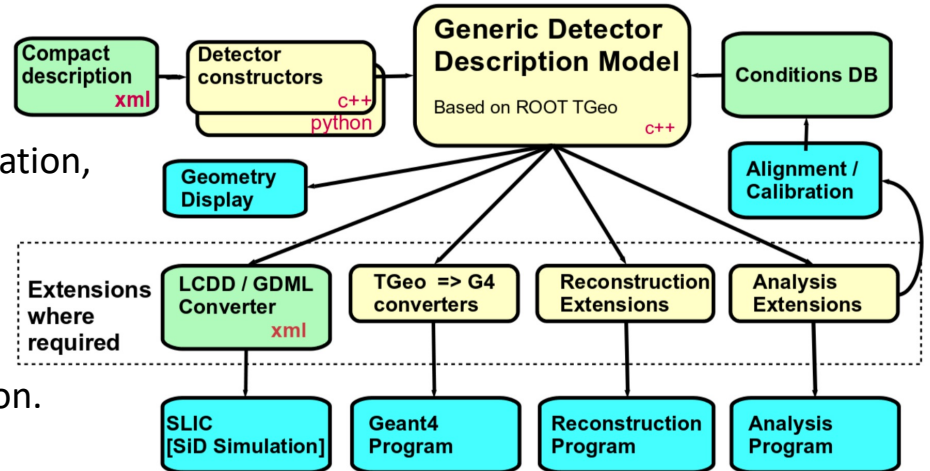 Compact
description
xml
Detector
constructors
c++
python
Generic Detector
Description Model
Based on ROOT TGeo
c++
Conditions DB
ation,
Geometry
Display
Alignment /
Calibration
Extensions
where
required
LCDD / GDML
Converter
xml
TGeo => G4
converters
Reconstruction
Extensions
Analysis
Extensions
on.
SLIC
[SiD Simulation]
Geant4
Program
Reconstruction
Program
Analysis
Program